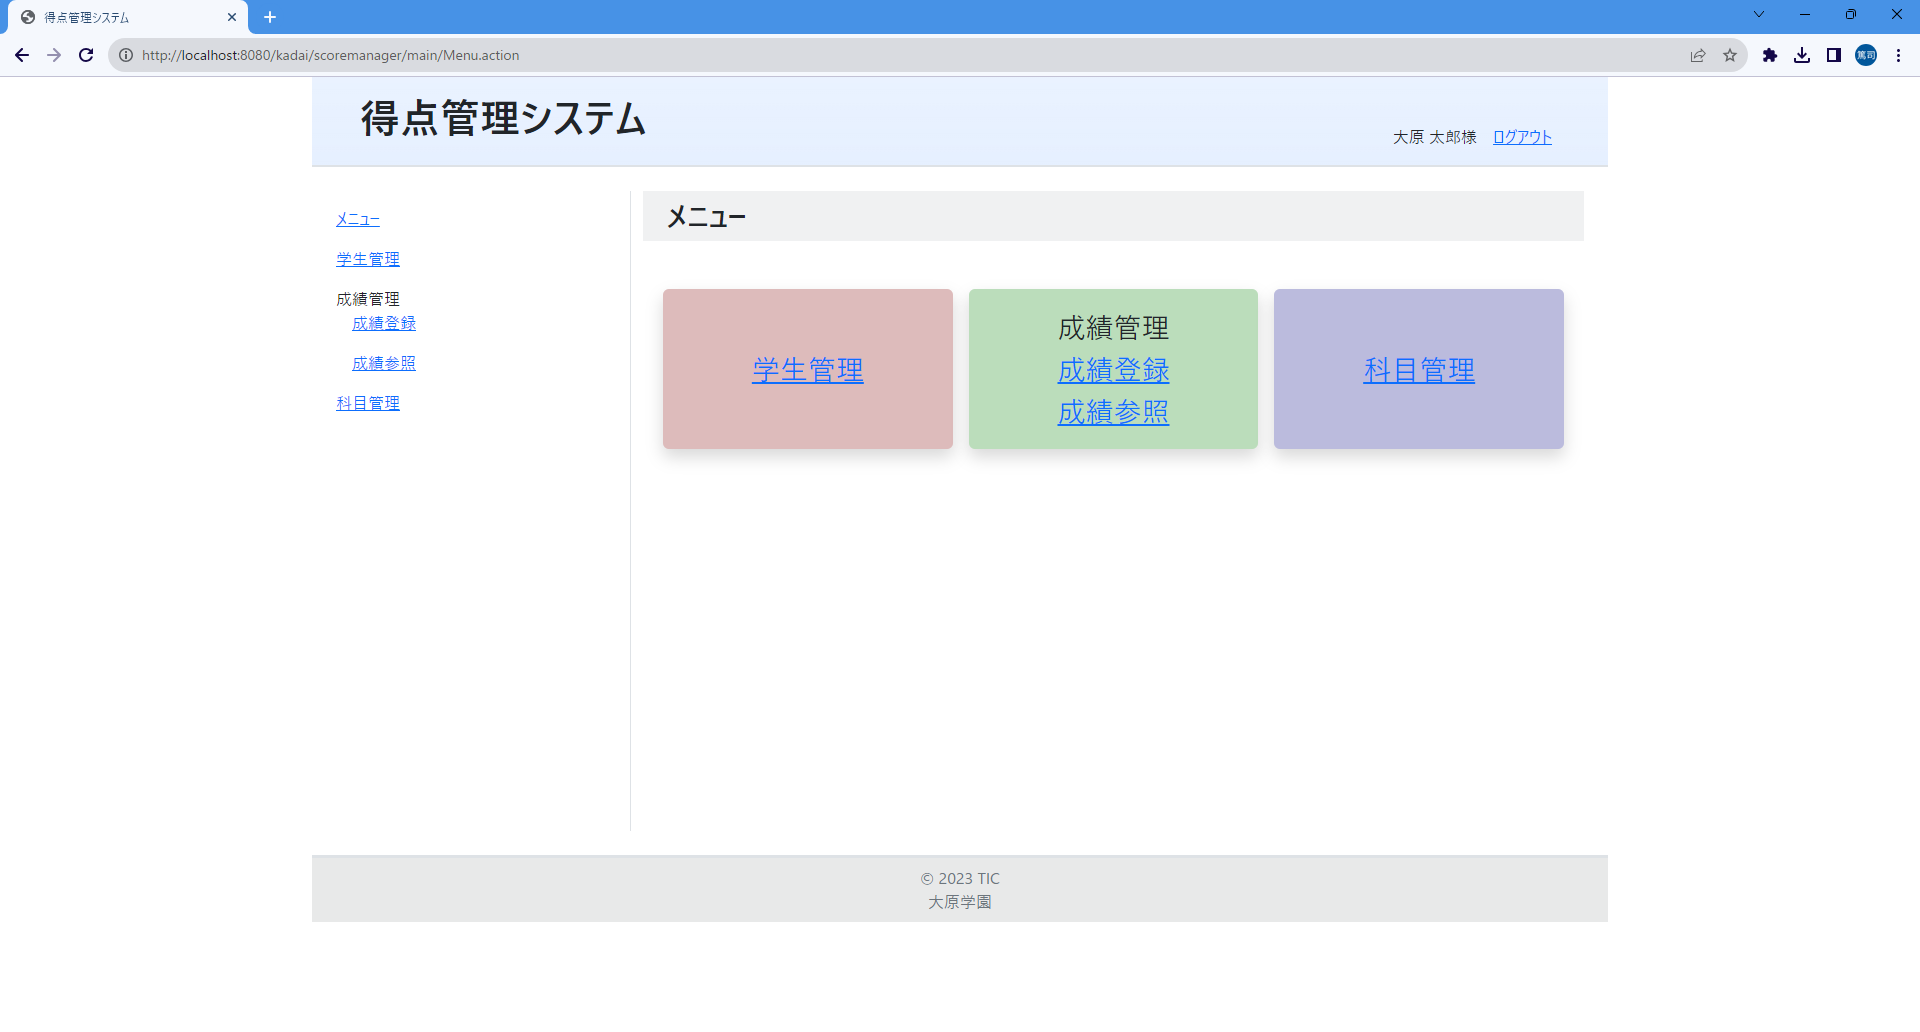 得点管理システム
http://localhost:8080/kadai/scoremanager/main/Menu.action
篤司
得点管理システム
大原 太郎様 ログアウト
メニュー
学生管理
成績管理
成績登録
成績参照
科目管理
メニュー
学生管理
成績管理
成績登録
成績参照
科目管理
© 2023 TIC
大原学園